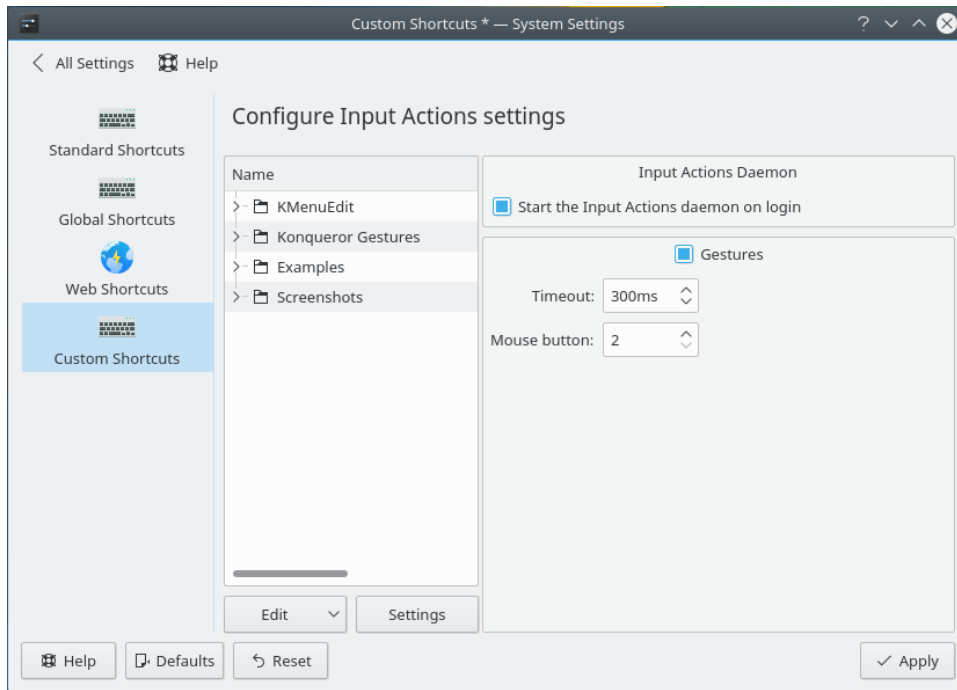 Custom Shortcuts * — System Settings
All Settings
Help
Standard Shortcuts
Global Shortcuts
Web Shortcuts
Custom Shortcuts
Configure Input Actions settings
Name
KMenuEdit
Konqueror Gestures
Examples
Screenshots
Edit
Settings
Input Actions Daemon
Start the Input Actions daemon on login
Gestures
Timeout: 300ms
Mouse button: 2
Help
Defaults
Reset
Apply